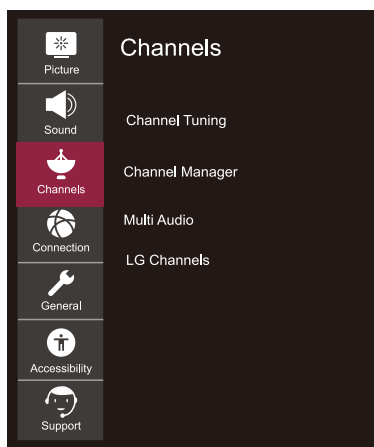 Picture
Sound
Channels
Connection
General
Accessibility
Support
Channels
Channel Tuning
Channel Manager
Multi Audio
LG Channels